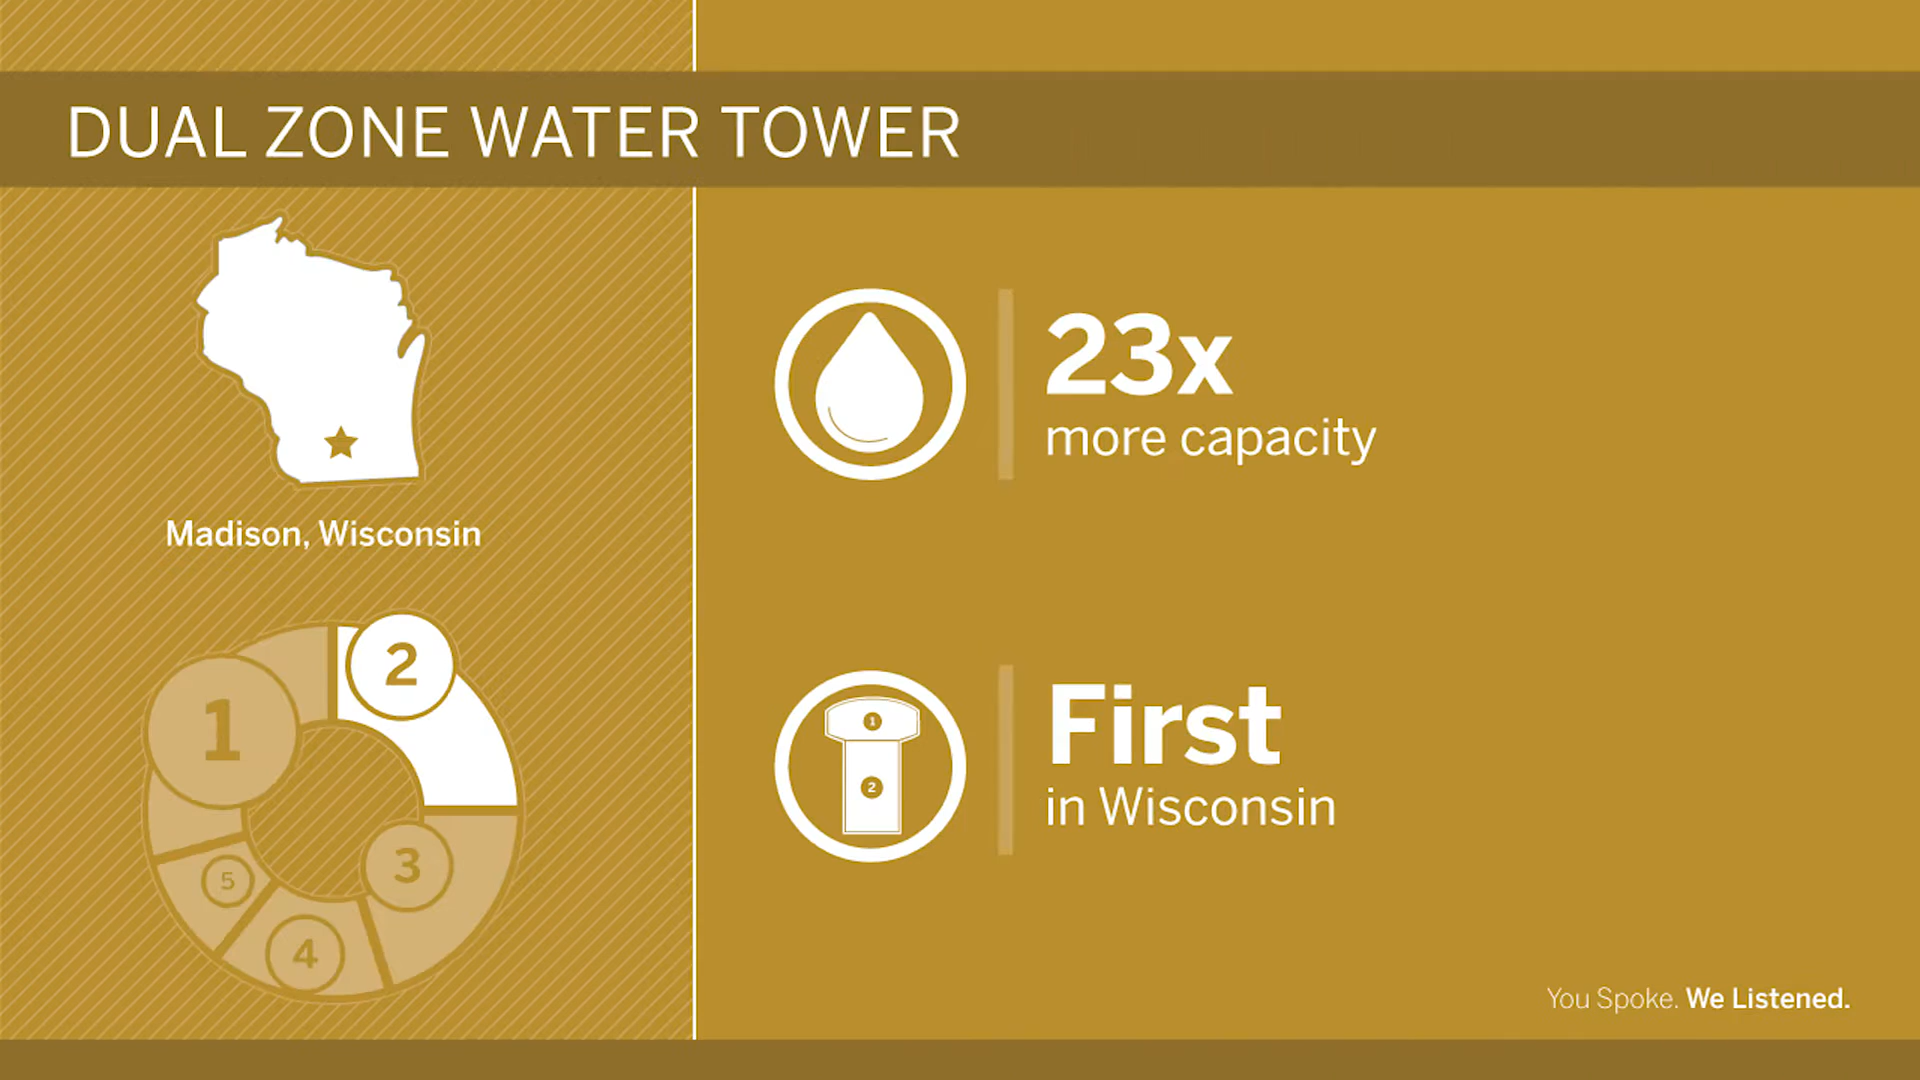 DUAL ZONE WATER TOWER
Madison, Wisconsin
1
2
3
4
5
23x
more capacity
1
2
First
in Wisconsin
You Spoke. We Listened.